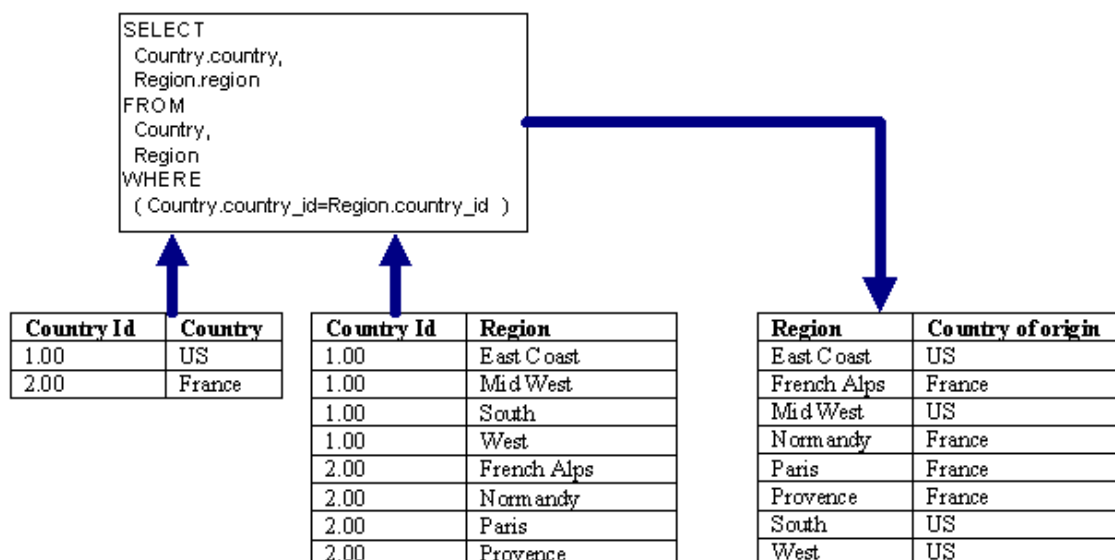 SELECT
Country.country,
Region.region
FROM
Country,
Region
WHERE
( Country.country_id=Region.country_id )
Country Id Country
1.00 US
2.00 France
Country Id Region
1.00 East Coast
1.00 Mid West
1.00 South
1.00 West
2.00 French Alps
2.00 Normandy
2.00 Paris
2.00 Provence
Region Country of origin
East Coast US
French Alps France
Mid West US
Normandy France
Paris France
Provence France
South US
West US